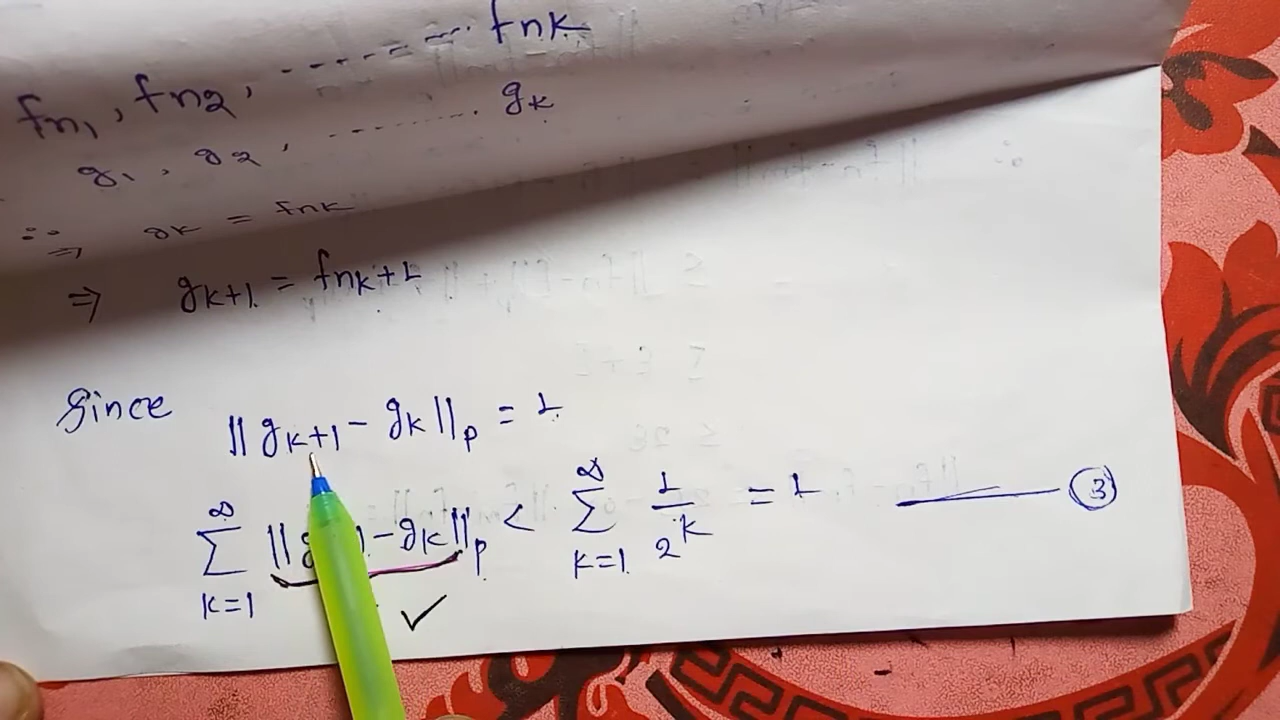 fn₁, fn₂, ------- fnk
g₁, g₂, --------- gk
∴ ⇒ gk = fnk
⇒ gk+1 = fnk+1
Since ||gk+1 - gk||p = 1
∞ ∑ k=1 || - gk||p < ∞ ∑ k=1 1/2^k = 1 ——— ③
✓